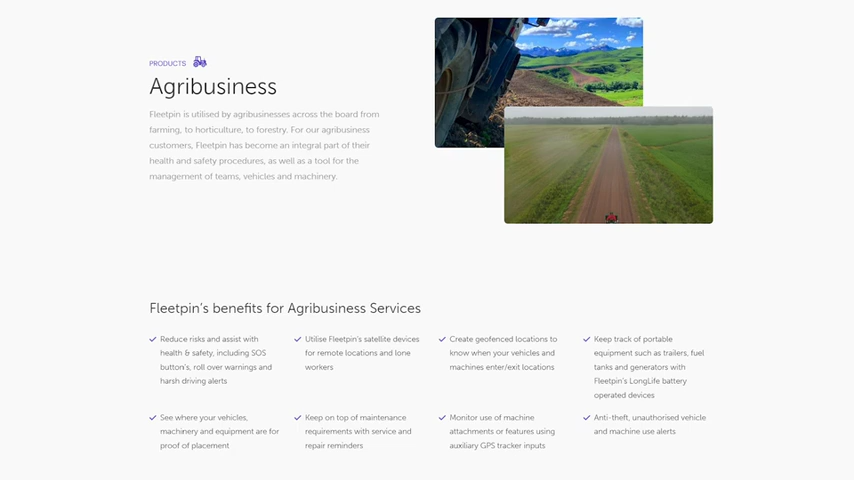 PRODUCTS
Agribusiness
Fleetpin is utilised by agribusinesses across the board from
farming, to horticulture, to forestry. For our agribusiness
customers, Fleetpin has become an integral part of their
health and safety procedures, as well as a tool for the
management of teams, vehicles and machinery.
Fleetpin's benefits for Agribusiness Services
Reduce risks and assist with
health & safety, including SOS
button's, roll over warnings and
harsh driving alerts
Utilise Fleetpin's satellite devices
for remote locations and lone
workers
Create geofenced locations to
know when your vehicles and
machines enter/exit locations
Keep track of portable
equipment such as trailers, fuel
tanks and generators with
Fleetpin's LongLife battery
operated devices
See where your vehicles,
machinery and equipment are for
proof of placement
Keep on top of maintenance
requirements with service and
repair reminders
Monitor use of machine
attachments or features using
auxiliary GPS tracker inputs
Anti-theft, unauthorised vehicle
and machine use alerts